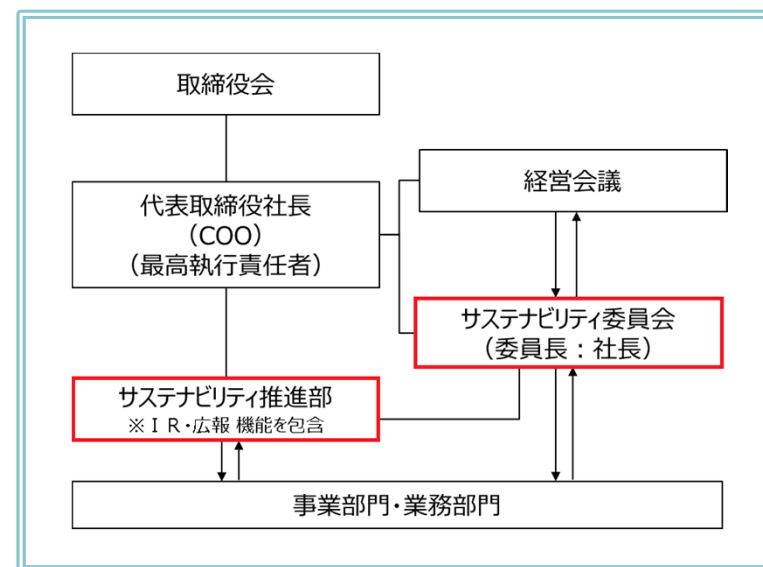 取締役会
代表取締役社長
（COO）
（最高執行責任者）
経営会議
サステナビリティ委員会
（委員長：社長）
サステナビリティ推進部
※ＩＲ・広報 機能を包含
事業部門・業務部門